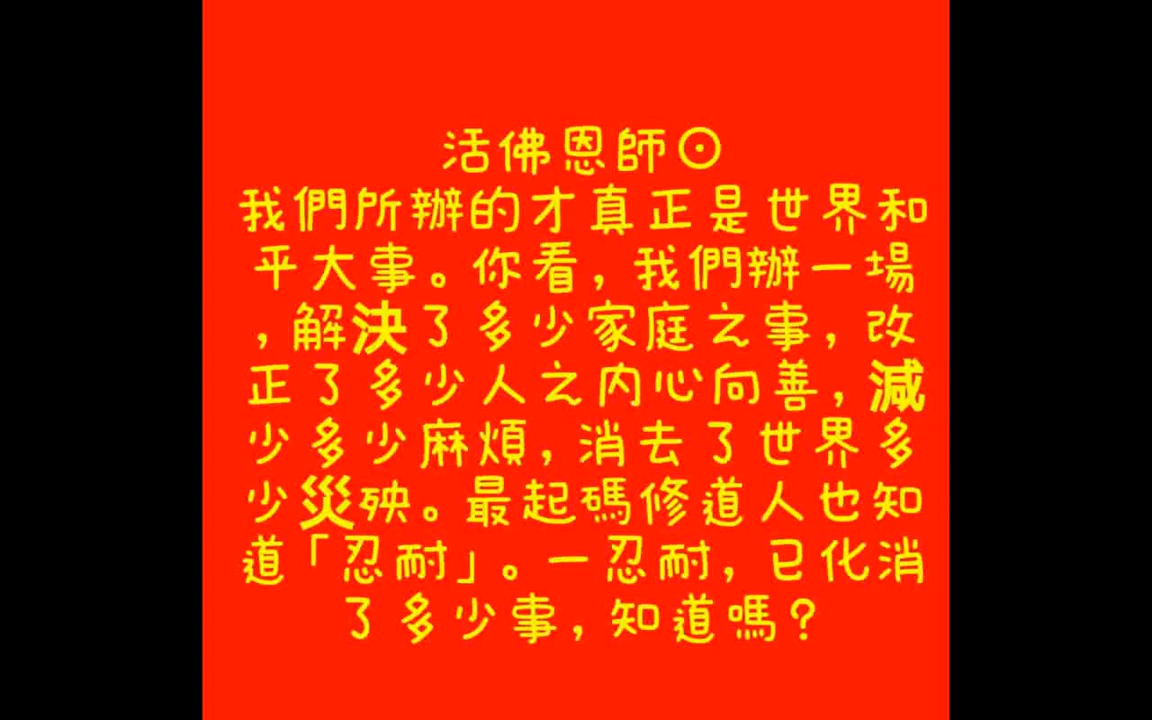 活佛恩師⊙
我們所辦的才真正是世界和
平大事。你看，我們辦一場
，解決了多少家庭之事，改
正了多少人之內心向善，減
少多少麻煩，消去了世界多
少災殃。最起碼修道人也知
道「忍耐」。一忍耐，已化消
了多少事，知道嗎？